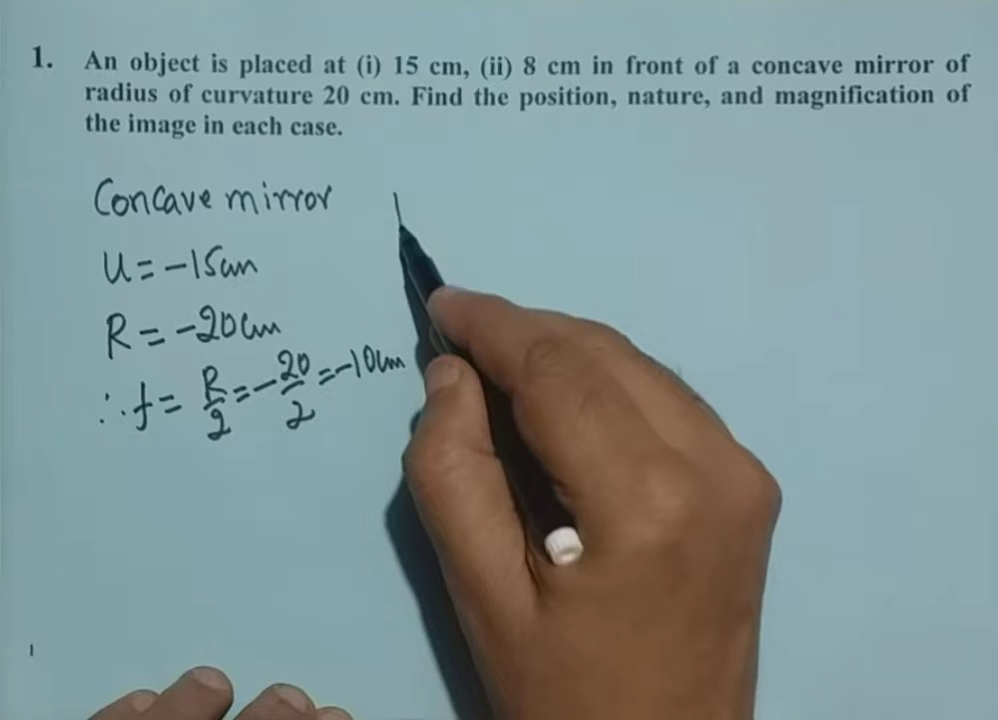 1. An object is placed at (i) 15 cm, (ii) 8 cm in front of a concave mirror of
radius of curvature 20 cm. Find the position, nature, and magnification of
the image in each case.
Concave mirror
u = -15cm
R = -20cm
∴ f = R/2 = -20/2 = -10cm
1